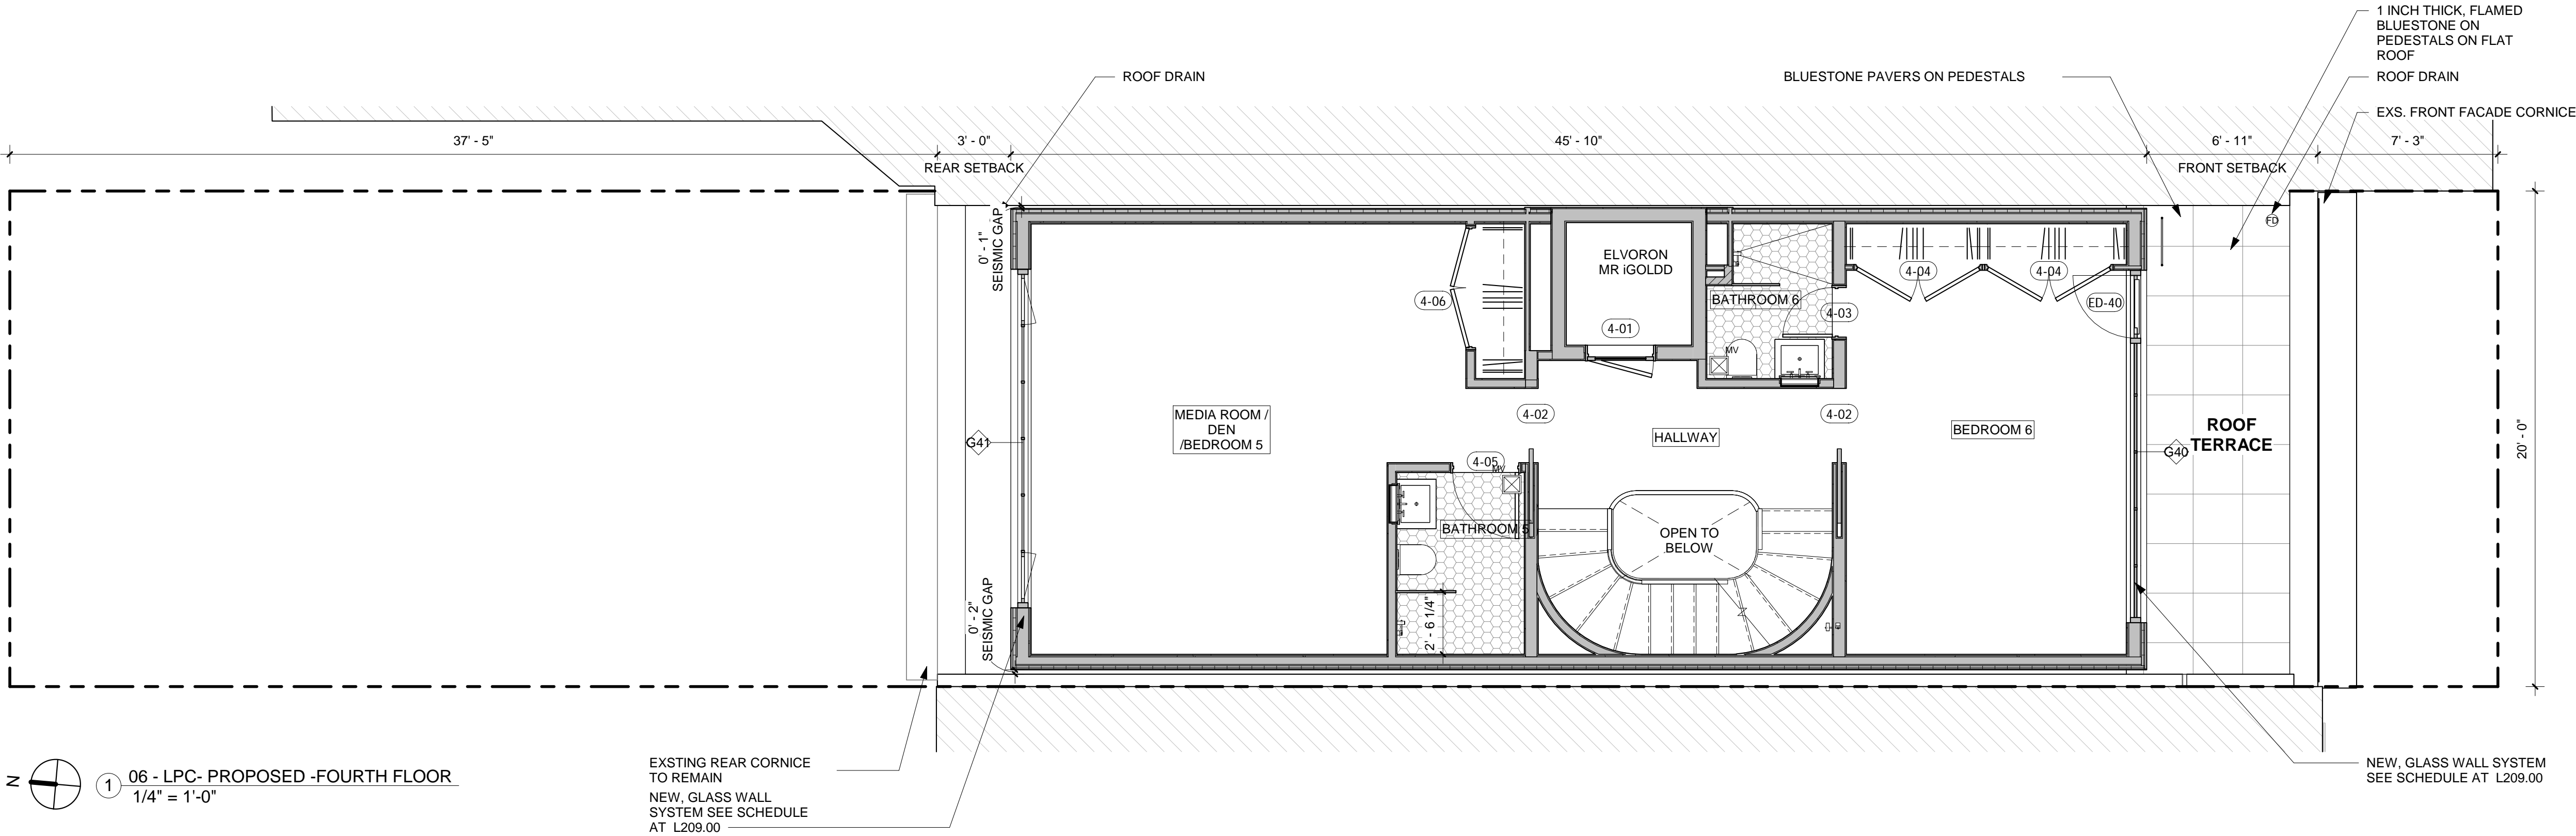 1 INCH THICK, FLAMED
BLUESTONE ON
PEDESTALS ON FLAT
ROOF
ROOF DRAIN
BLUESTONE PAVERS ON PEDESTALS
ROOF DRAIN
EXS. FRONT FACADE CORNICE
37' - 5"
3' - 0"
45' - 10"
6' - 11"
7' - 3"
REAR SETBACK
FRONT SETBACK
0' - 1"
SEISMIC GAP
FD
ELVORON
MR iGOLDD
4-01
4-06
BATHROOM 6
4-03
MV
4-04
4-04
ED-40
MEDIA ROOM /
DEN
/BEDROOM 5
4-02
4-02
HALLWAY
BEDROOM 6
ROOF
TERRACE
G41
G40
20' - 0"
4-05
MV
BATHROOM 5
OPEN TO
BELOW
0' - 2"
SEISMIC GAP
2' - 6 1/4"
N
1
06 - LPC- PROPOSED -FOURTH FLOOR
1/4" = 1'-0"
EXSTING REAR CORNICE
TO REMAIN
NEW, GLASS WALL
SYSTEM SEE SCHEDULE
AT L209.00
NEW, GLASS WALL SYSTEM
SEE SCHEDULE AT L209.00